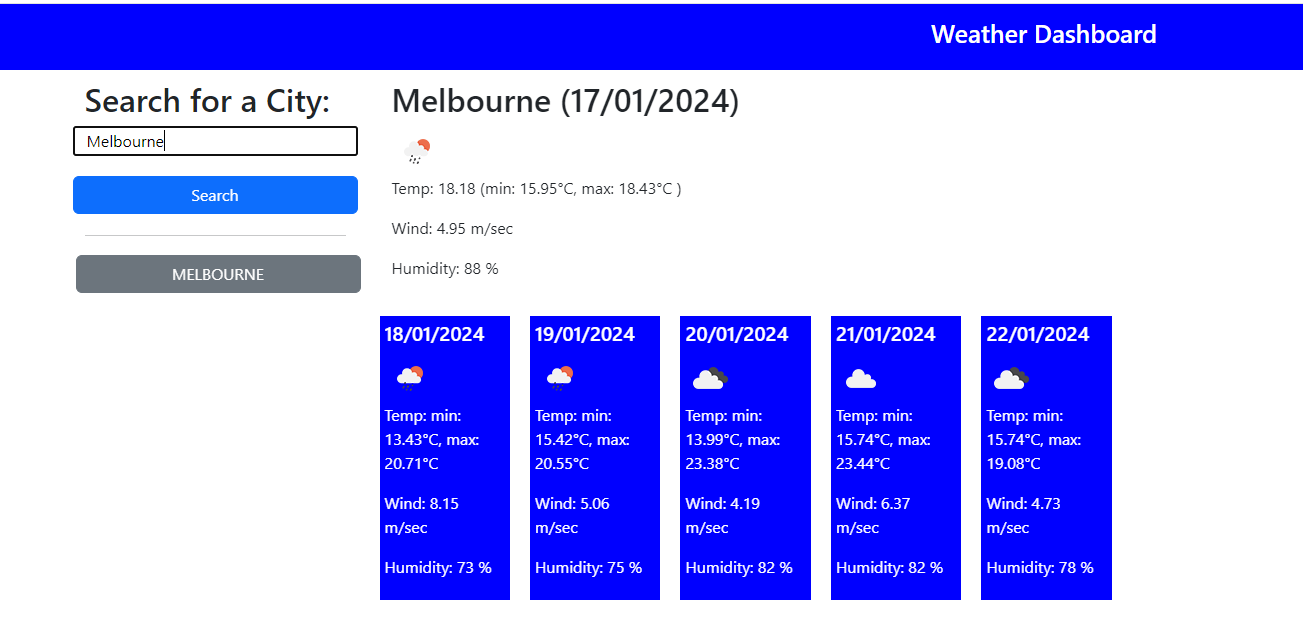 Weather Dashboard
Search for a City:
Melbourne
Search
MELBOURNE
Melbourne (17/01/2024)
Temp: 18.18 (min: 15.95°C, max: 18.43°C )
Wind: 4.95 m/sec
Humidity: 88 %
18/01/2024
Temp: min:
13.43°C, max:
20.71°C
Wind: 8.15
m/sec
Humidity: 73 %
19/01/2024
Temp: min:
15.42°C, max:
20.55°C
Wind: 5.06
m/sec
Humidity: 75 %
20/01/2024
Temp: min:
13.99°C, max:
23.38°C
Wind: 4.19
m/sec
Humidity: 82 %
21/01/2024
Temp: min:
15.74°C, max:
23.44°C
Wind: 6.37
m/sec
Humidity: 82 %
22/01/2024
Temp: min:
15.74°C, max:
19.08°C
Wind: 4.73
m/sec
Humidity: 78 %